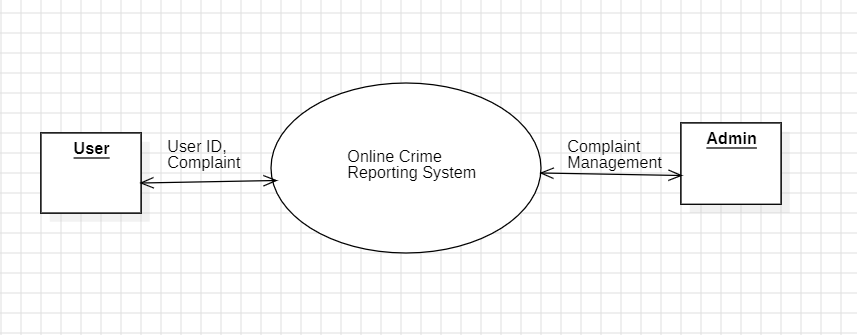 User
User ID,
Complaint
Online Crime
Reporting System
Complaint
Management
Admin